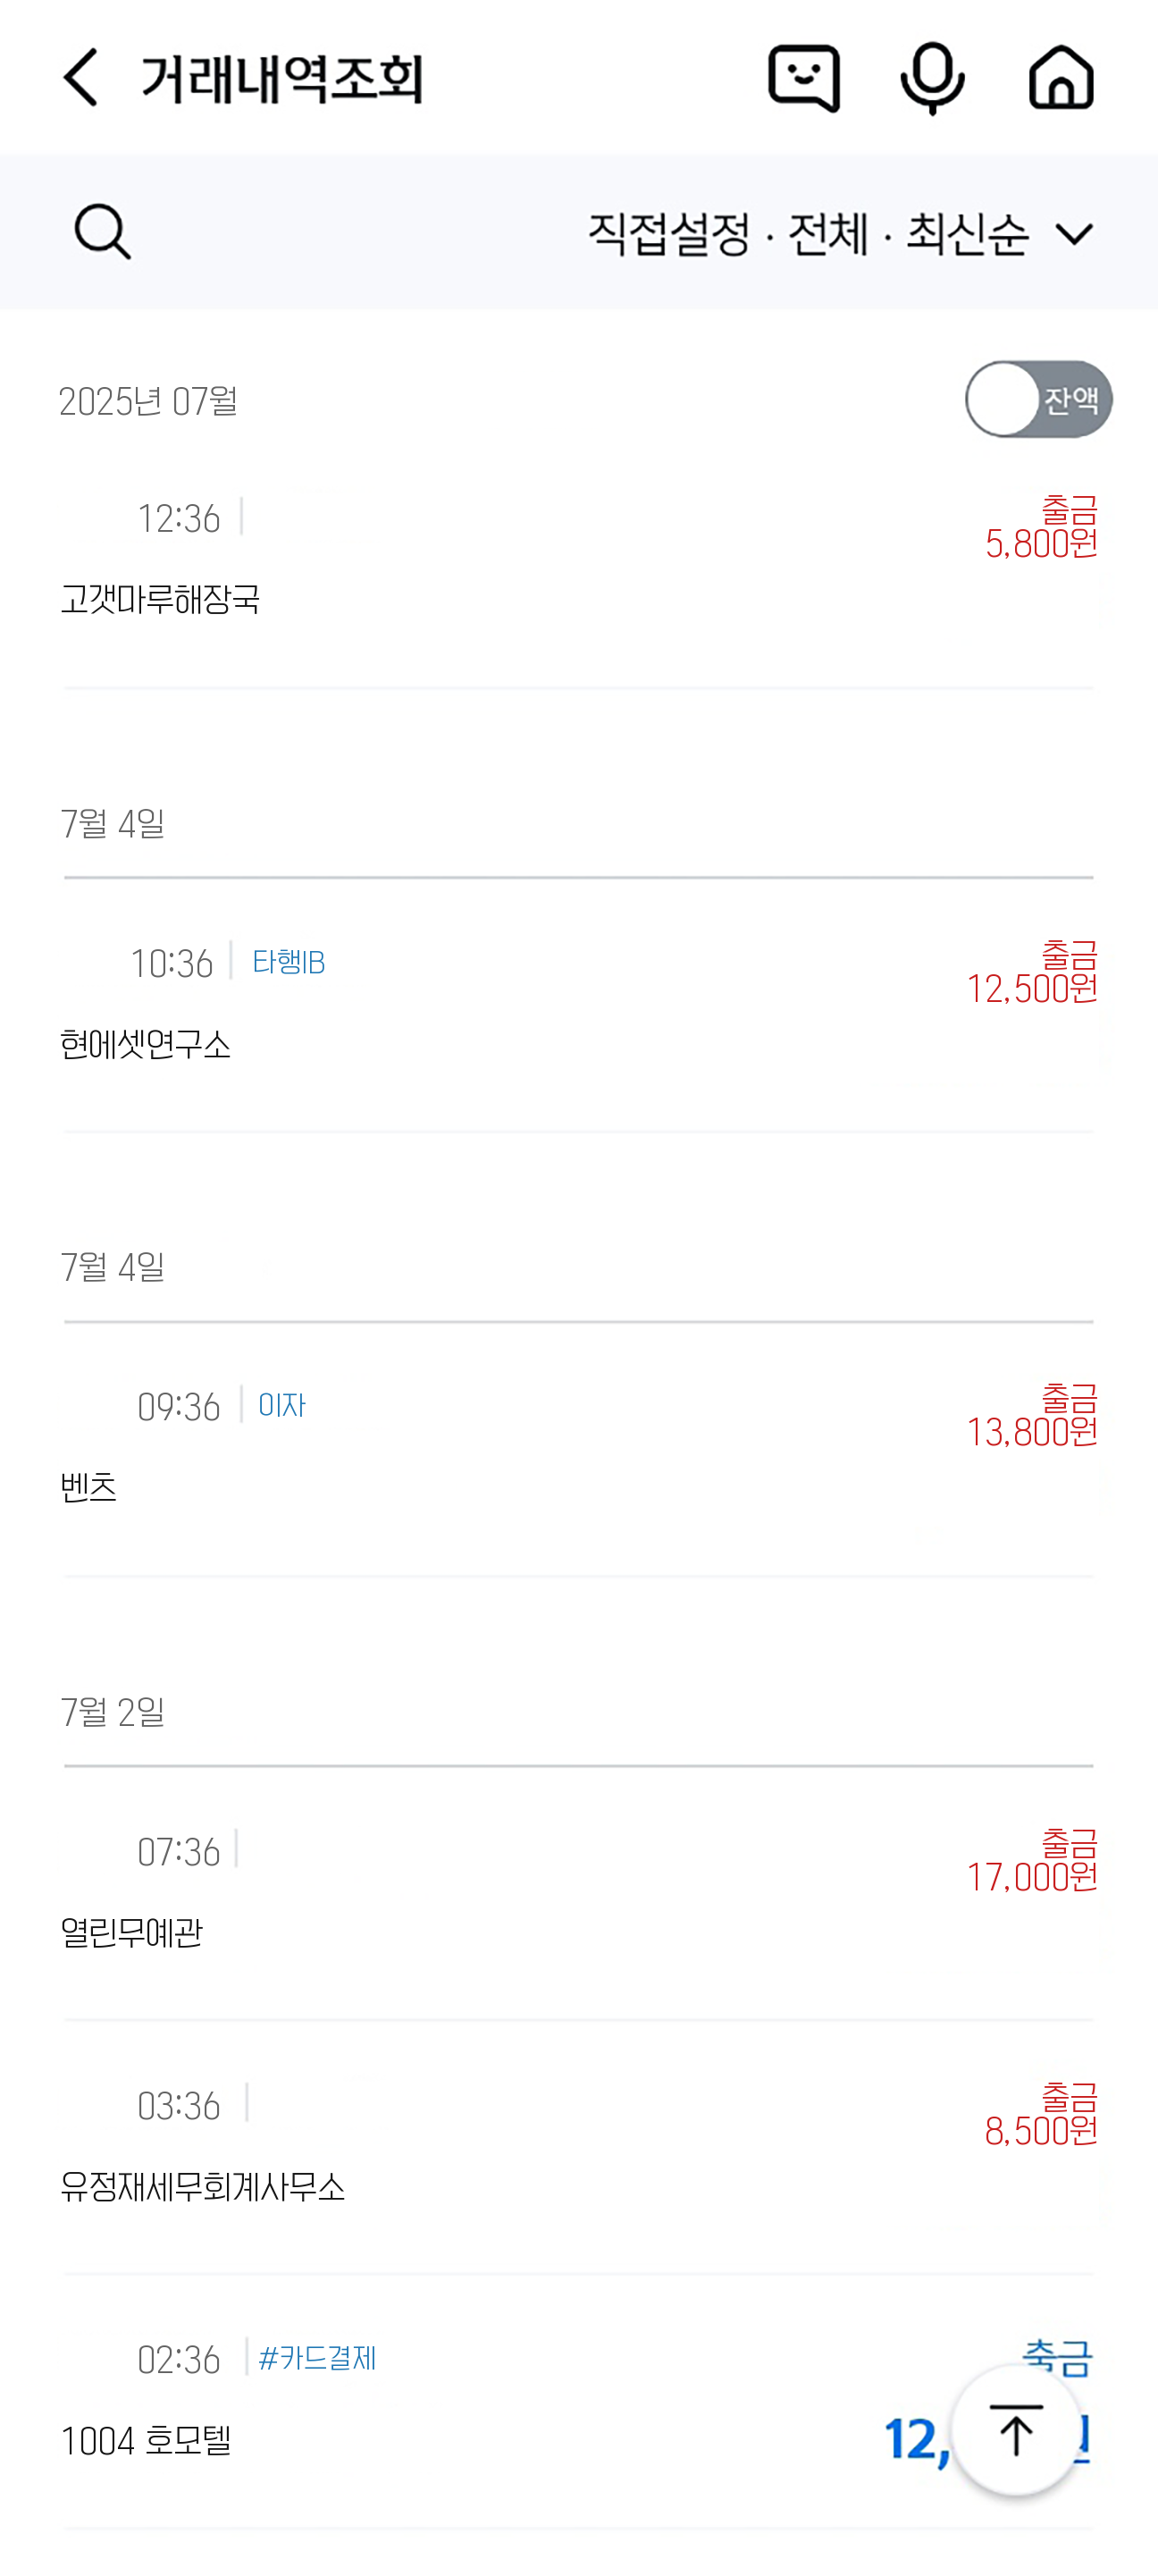 거래내역조회
직접설정 · 전체 · 최신순
2025년 07월
잔액
12:36
출금
5,800원
고갯마루해장국
7월 4일
10:36 타행IB
출금
12,500원
현에셋연구소
7월 4일
09:36 이자
출금
13,800원
벤츠
7월 2일
07:36
출금
17,000원
열린무예관
03:36
출금
8,500원
유정재세무회계사무소
02:36 #카드결제
1004 호모텔
12,